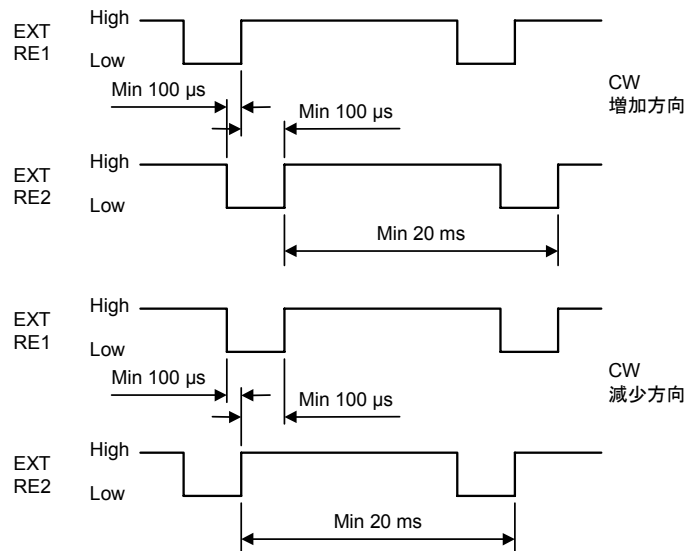 EXT
RE1
High
Low
CW
増加方向
Min 100 µs
Min 100 µs
EXT
RE2
High
Low
Min 20 ms
EXT
RE1
High
Low
CW
減少方向
Min 100 µs
Min 100 µs
EXT
RE2
High
Low
Min 20 ms